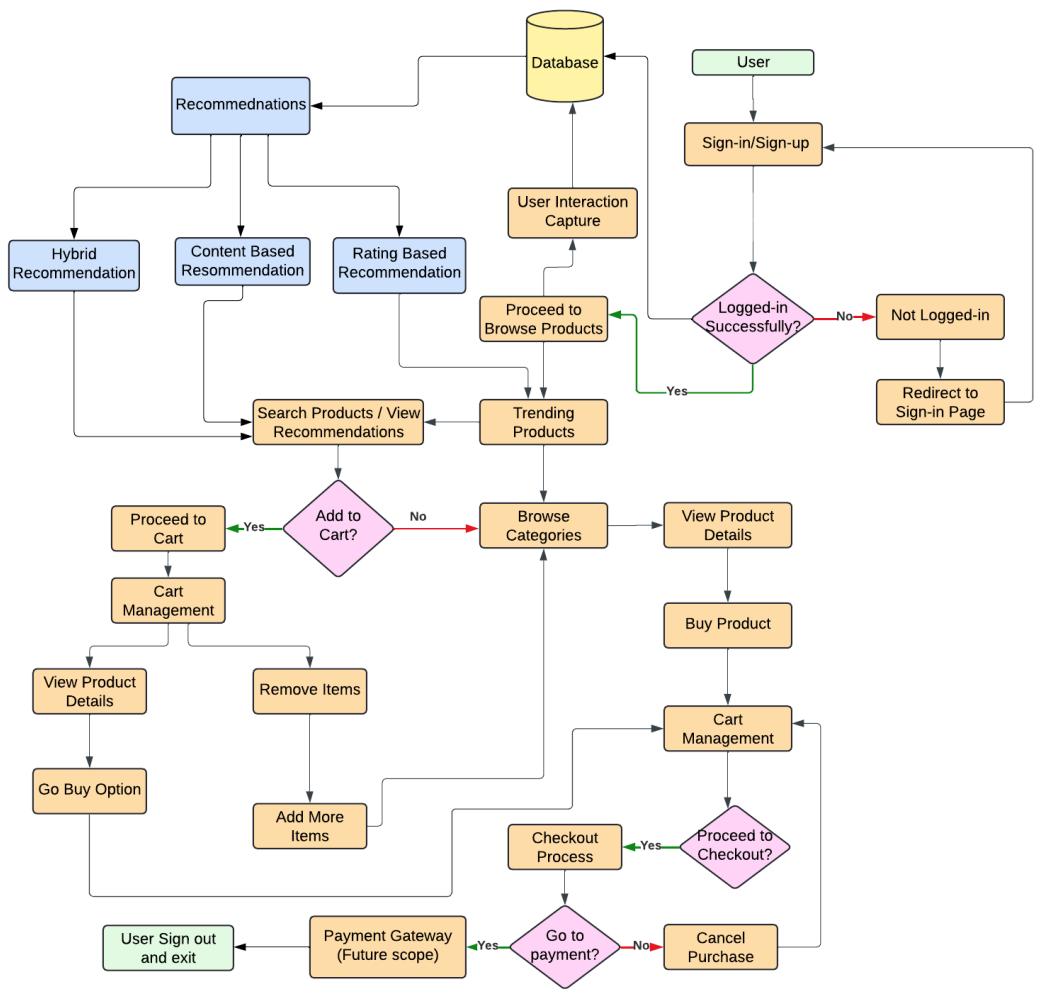 Database
User
Recommednations
Sign-in/Sign-up
User Interaction
Capture
Hybrid
Recommendation
Content Based
Resommendation
Rating Based
Recommendation
Proceed to
Browse Products
Logged-in
Successfully?
No
Not Logged-in
Yes
Redirect to
Sign-in Page
Search Products / View
Recommendations
Trending
Products
Proceed to
Cart
Yes
Add to
Cart?
No
Browse
Categories
View Product
Details
Cart
Management
Buy Product
View Product
Details
Remove Items
Cart
Management
Go Buy Option
Add More
Items
Checkout
Process
Yes
Proceed to
Checkout?
User Sign out
and exit
Payment Gateway
(Future scope)
Yes
Go to
payment?
No
Cancel
Purchase